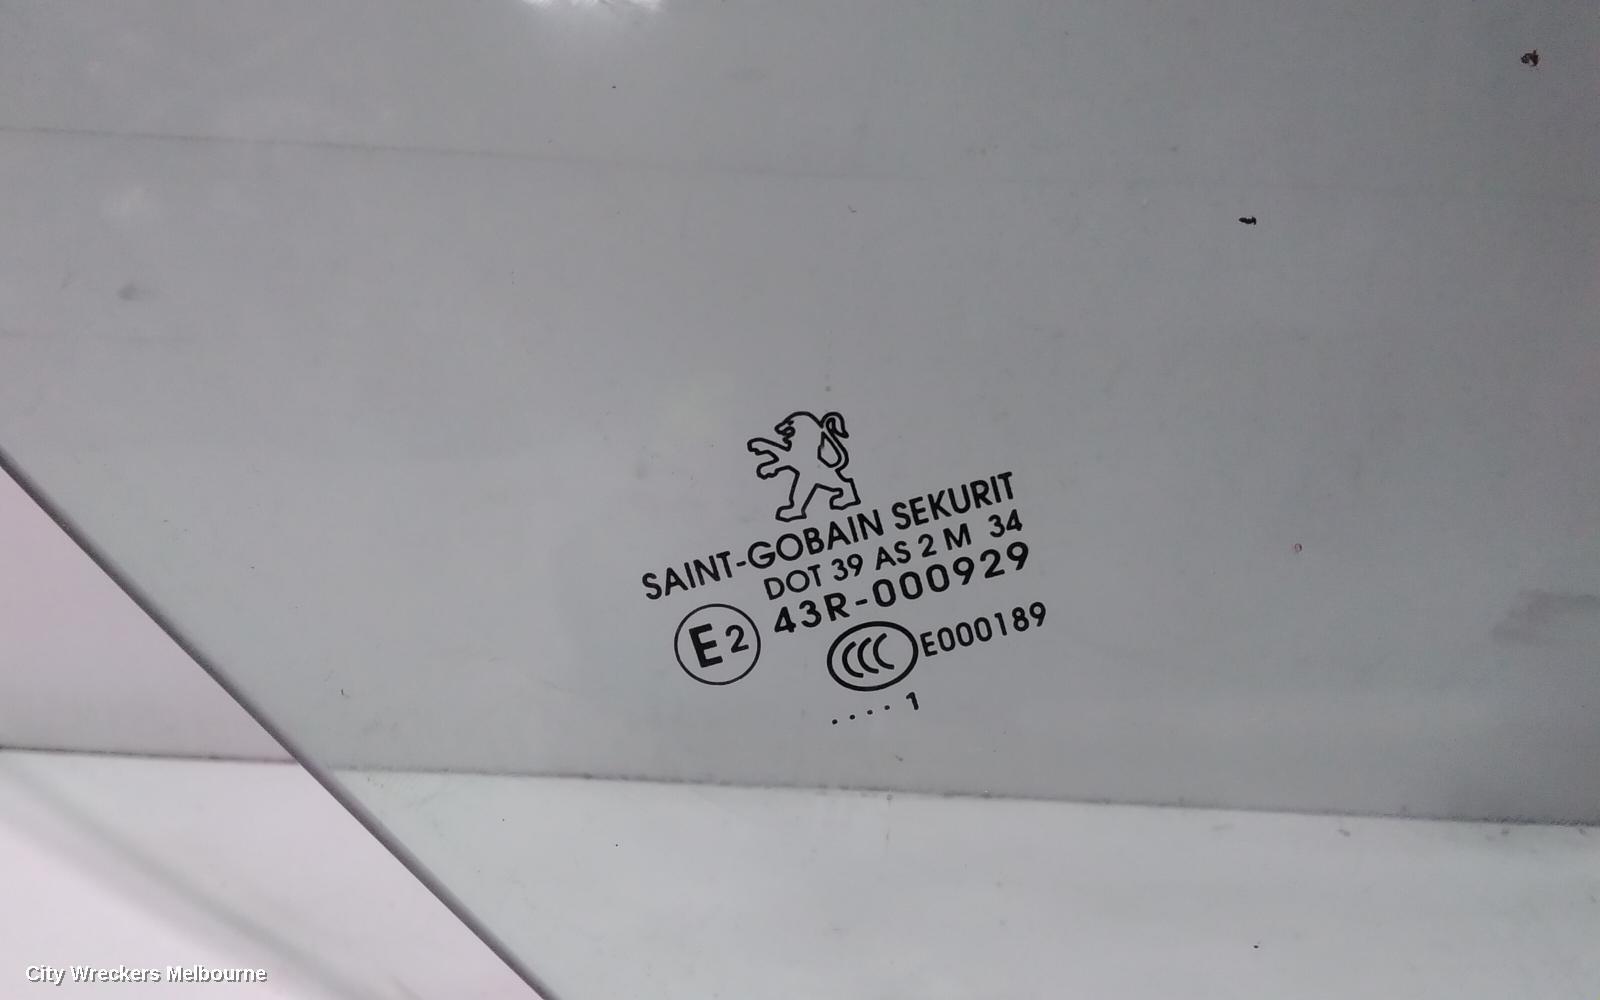 SAINT-GOBAIN SEKURIT
DOT 39 AS 2 M 34
E2 43R-000929
CCC E000189
.... 1
City Wreckers Melbourne